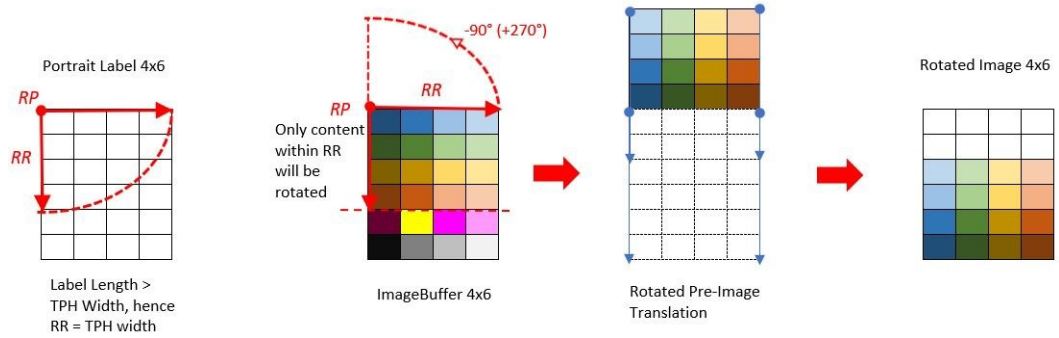 Portrait Label 4x6
RP
RR
Label Length >
TPH Width, hence
RR = TPH width
-90° (+270°)
RP
RR
Only content
within RR
will be
rotated
ImageBuffer 4x6
Rotated Pre-Image
Translation
Rotated Image 4x6